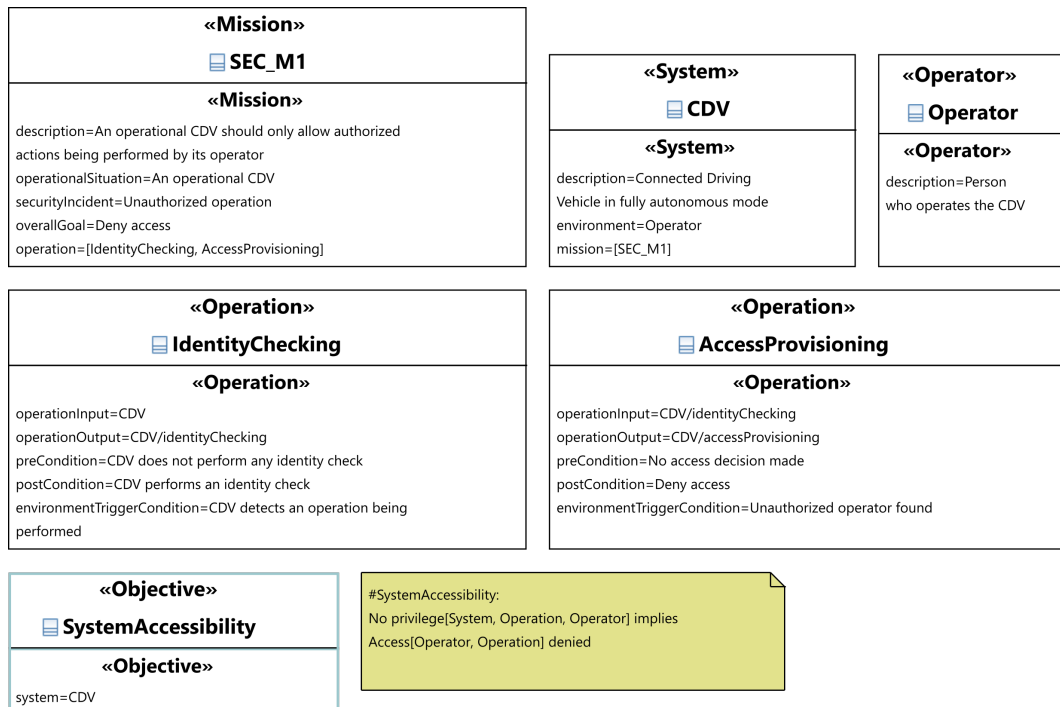 «Mission»
SEC_M1
«Mission»
description=An operational CDV should only allow authorized
actions being performed by its operator
operationalSituation=An operational CDV
securityIncident=Unauthorized operation
overallGoal=Deny access
operation=[IdentityChecking, AccessProvisioning]
«System»
CDV
«System»
description=Connected Driving
Vehicle in fully autonomous mode
environment=Operator
mission=[SEC_M1]
«Operator»
Operator
«Operator»
description=Person
who operates the CDV
«Operation»
IdentityChecking
«Operation»
operationInput=CDV
operationOutput=CDV/identityChecking
preCondition=CDV does not perform any identity check
postCondition=CDV performs an identity check
environmentTriggerCondition=CDV detects an operation being
performed
«Operation»
AccessProvisioning
«Operation»
operationInput=CDV/identityChecking
operationOutput=CDV/accessProvisioning
preCondition=No access decision made
postCondition=Deny access
environmentTriggerCondition=Unauthorized operator found
«Objective»
SystemAccessibility
«Objective»
system=CDV
#SystemAccessibility:
No privilege[System, Operation, Operator] implies
Access[Operator, Operation] denied